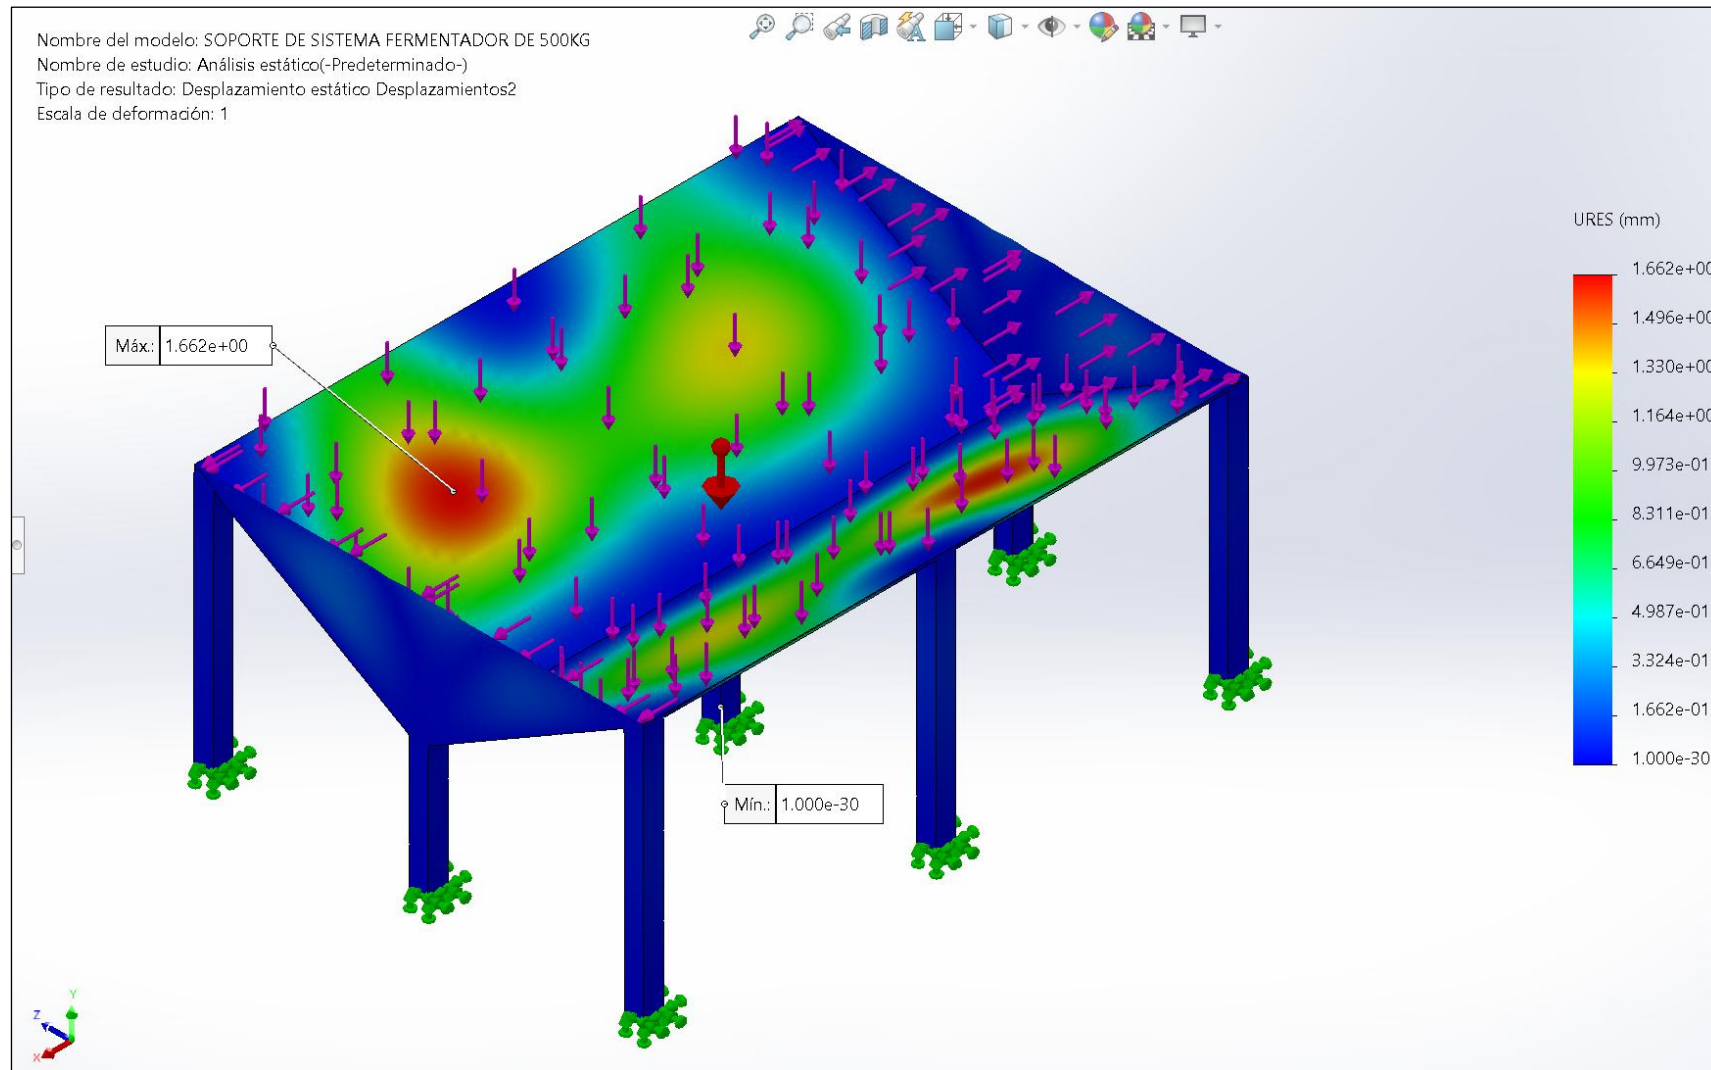 Nombre del modelo: SOPORTE DE SISTEMA FERMENTADOR DE 500KG
Nombre de estudio: Análisis estático(-Predeterminado-)
Tipo de resultado: Desplazamiento estático Desplazamientos2
Escala de deformación: 1
URES (mm)
1.662e+00
1.496e+00
1.330e+00
1.164e+00
9.973e-01
8.311e-01
6.649e-01
4.987e-01
3.324e-01
1.662e-01
1.000e-30
Máx.: 1.662e+00
Mín.: 1.000e-30
Y
Z
X